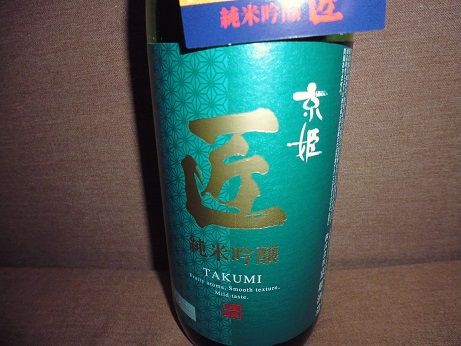 純米吟醸 匠
京姫
匠
純米吟醸
TAKUMI
Fruity aroma, Smooth texture,
Mild taste.